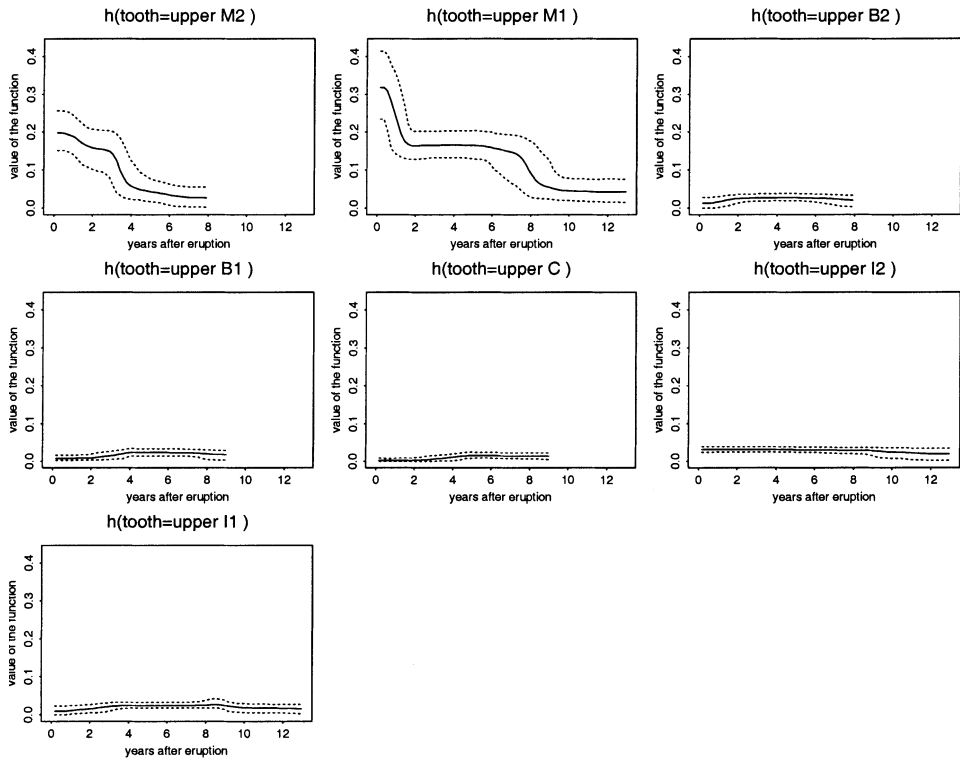 h(tooth=upper M2 )
value of the function
0.0 0.1 0.2 0.3 0.4
0 2 4 6 8 10 12
years after eruption
h(tooth=upper M1 )
value of the function
0.0 0.1 0.2 0.3 0.4
0 2 4 6 8 10 12
years after eruption
h(tooth=upper B2 )
value of the function
0.0 0.1 0.2 0.3 0.4
0 2 4 6 8 10 12
years after eruption
h(tooth=upper B1 )
value of the function
0.0 0.1 0.2 0.3 0.4
0 2 4 6 8 10 12
years after eruption
h(tooth=upper C )
value of the function
0.0 0.1 0.2 0.3 0.4
0 2 4 6 8 10 12
years after eruption
h(tooth=upper I2 )
value of the function
0.0 0.1 0.2 0.3 0.4
0 2 4 6 8 10 12
years after eruption
h(tooth=upper I1 )
value of the function
0.0 0.1 0.2 0.3 0.4
0 2 4 6 8 10 12
years after eruption